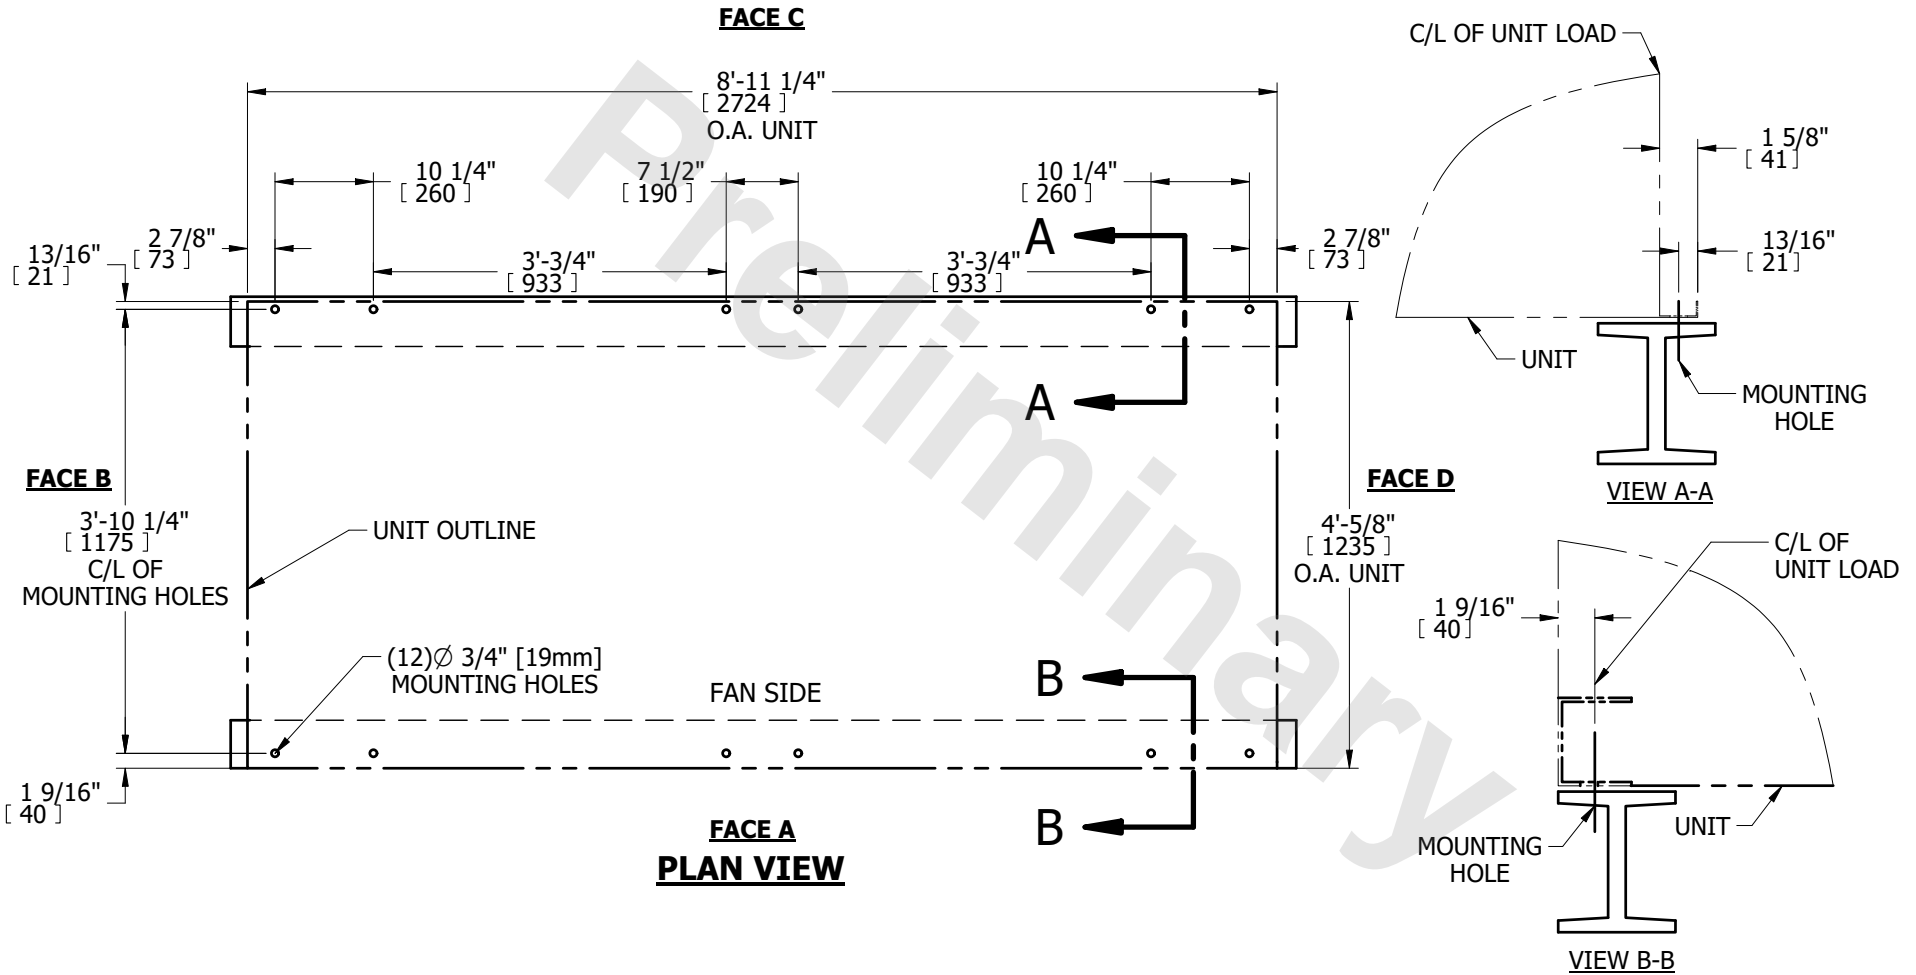 FACE C
8'-11 1/4"
[ 2724 ]
O.A. UNIT
10 1/4"
[ 260 ]
7 1/2"
[ 190 ]
10 1/4"
[ 260 ]
13/16"
[ 21 ]
2 7/8"
[ 73 ]
3'-3/4"
[ 933 ]
3'-3/4"
[ 933 ]
2 7/8"
[ 73 ]
A
A
FACE B
3'-10 1/4"
[ 1175 ]
C/L OF
MOUNTING HOLES
UNIT OUTLINE
FACE D
4'-5/8"
[ 1235 ]
O.A. UNIT
(12)Ø 3/4" [19mm]
MOUNTING HOLES
FAN SIDE
B
B
1 9/16"
[ 40 ]
FACE A
PLAN VIEW
C/L OF UNIT LOAD
1 5/8"
[ 41 ]
13/16"
[ 21 ]
UNIT
MOUNTING
HOLE
VIEW A-A
C/L OF
UNIT LOAD
1 9/16"
[ 40 ]
UNIT
MOUNTING
HOLE
VIEW B-B
Preliminary